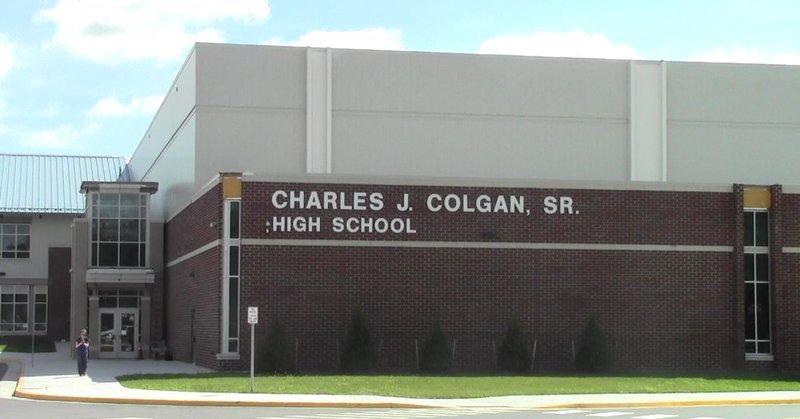 CHARLES J. COLGAN, SR.
HIGH SCHOOL